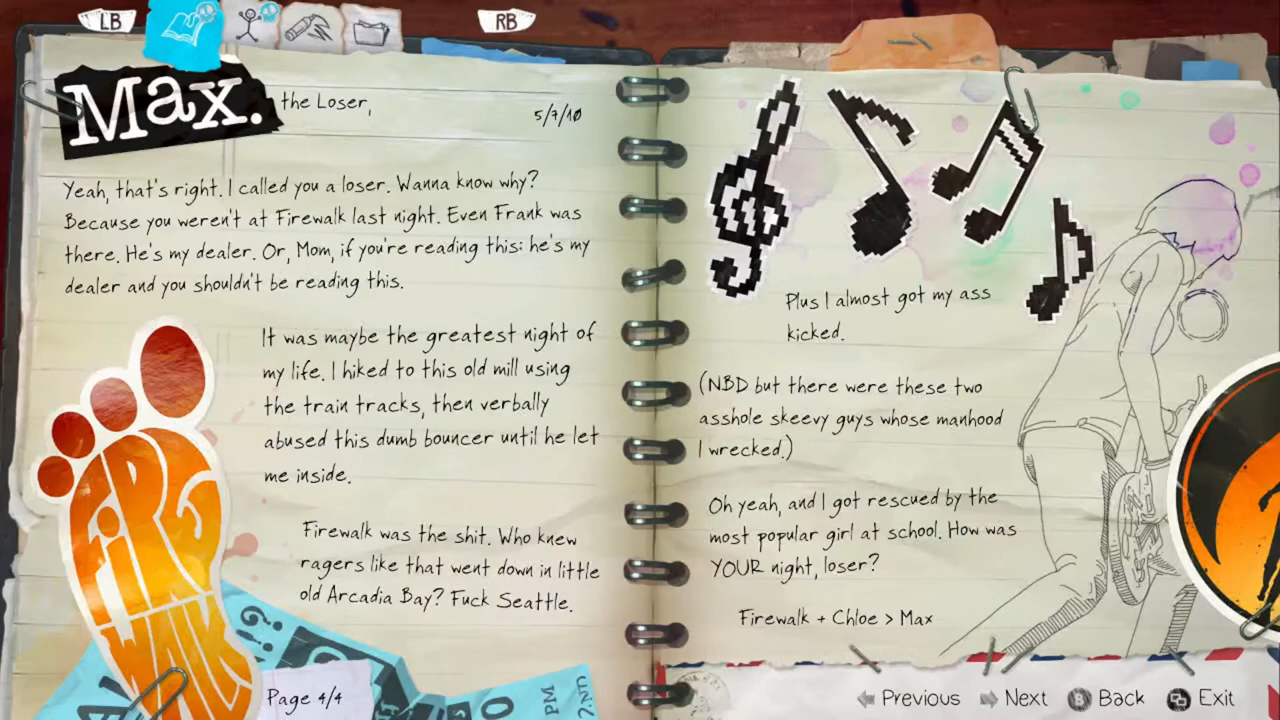 LB
RB
Max.
the Loser,
5/7/10
Yeah, that's right. I called you a loser. Wanna know why?
Because you weren't at Firewalk last night. Even Frank was
there. He's my dealer. Or, Mom, if you're reading this: he's my
dealer and you shouldn't be reading this.
It was maybe the greatest night of
my life. I hiked to this old mill using
the train tracks, then verbally
abused this dumb bouncer until he let
me inside.
Firewalk was the shit. Who knew
ragers like that went down in little
old Arcadia Bay? Fuck Seattle.
FIRE
WALK
PM
Page 4/4
Plus I almost got my ass
kicked.
(NBD but there were these two
asshole skeevy guys whose manhood
I wrecked.)
Oh yeah, and I got rescued by the
most popular girl at school. How was
YOUR night, loser?
Firewalk + Chloe > Max
Previous
Next
B
Back
Exit